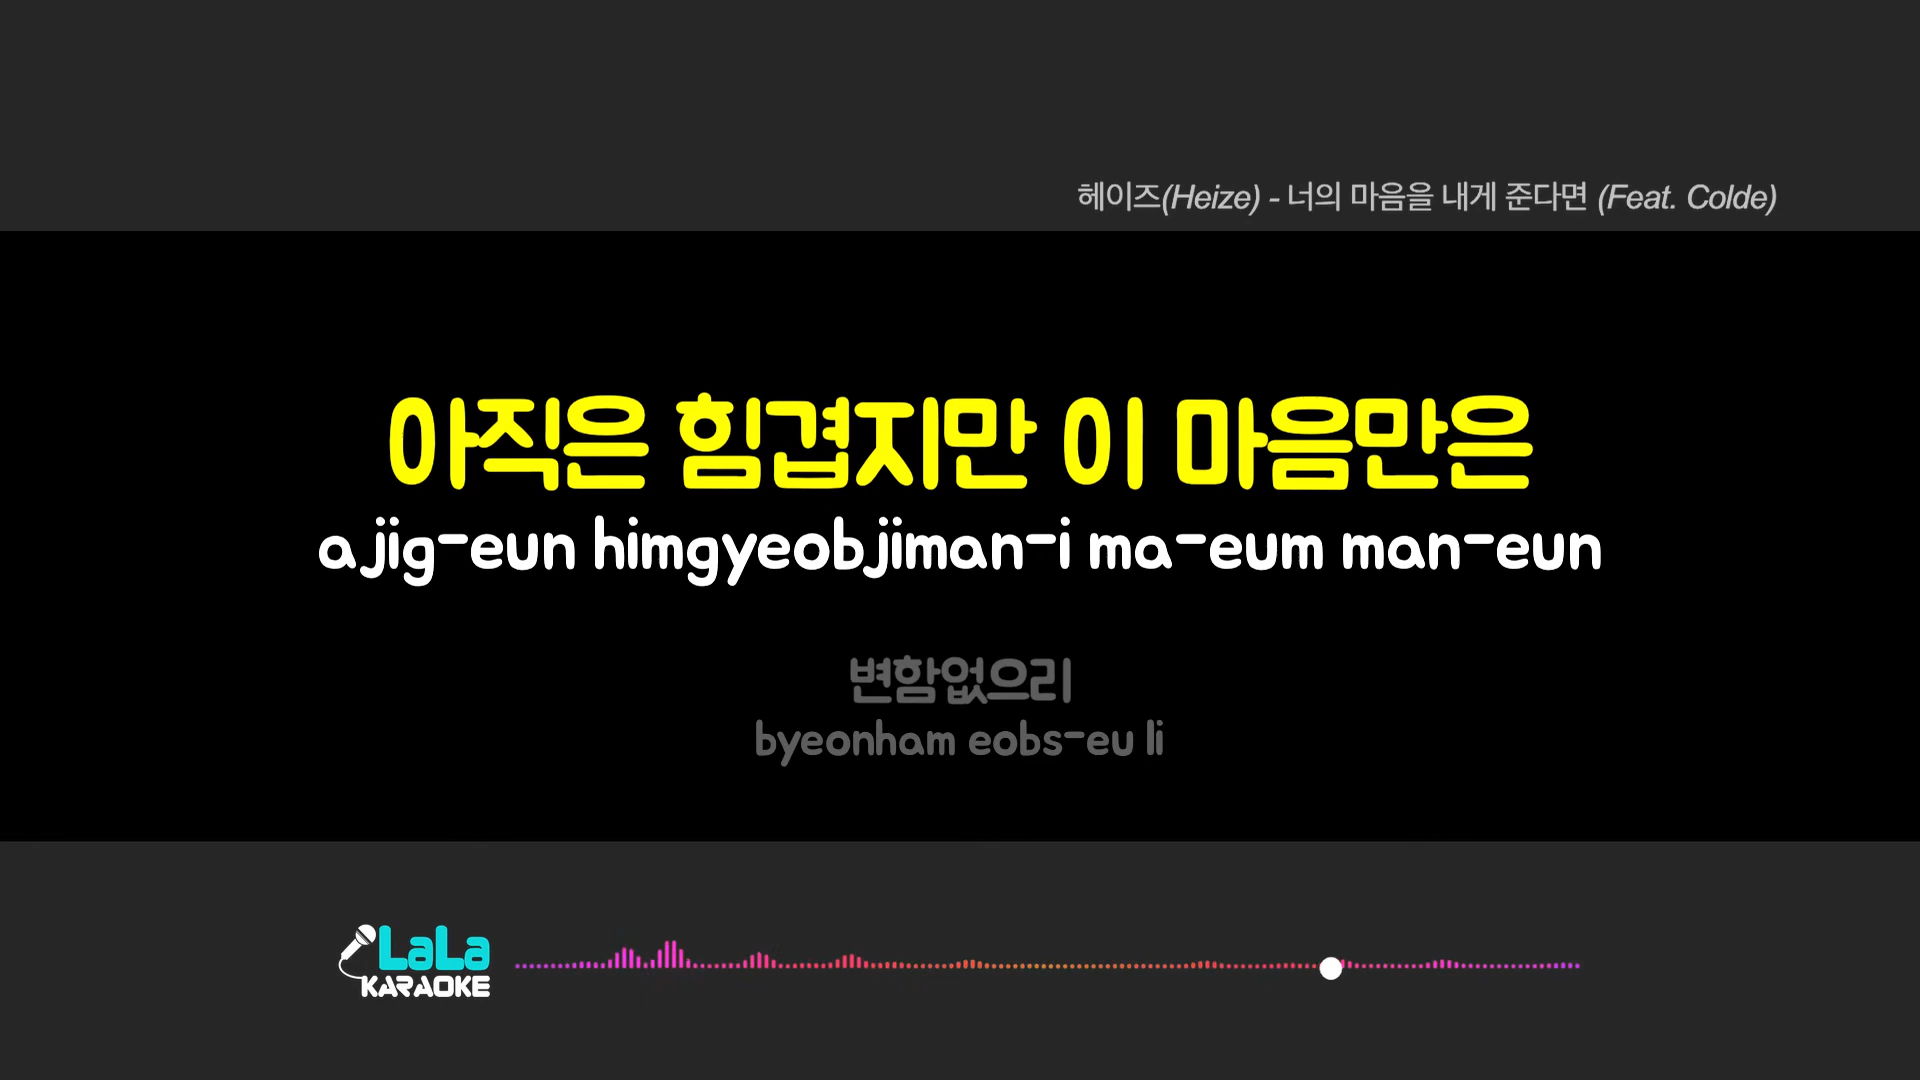 헤이즈(Heize) - 너의 마음을 내게 준다면 (Feat. Colde)
아직은 힘겹지만 이 마음만은
ajig-eun himgyeobjiman-i ma-eum man-eun
변함없으리
byeonham eobs-eu li
LaLa
KARAOKE